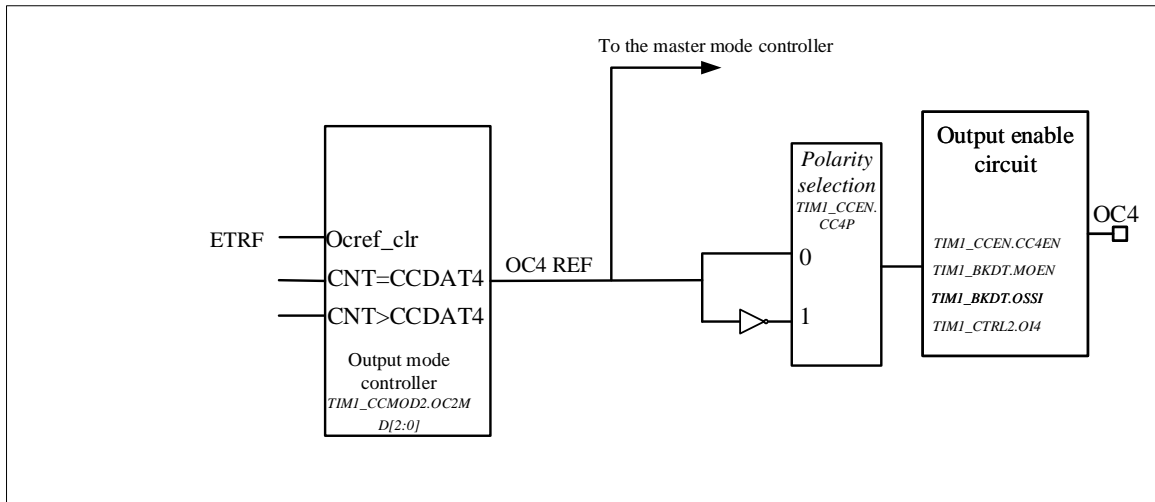 To the master mode controller
Output enable
circuit
Polarity
selection
TIM1_CCEN.
CC4P
OC4
ETRF
Ocref_clr
TIM1_CCEN.CC4EN
0
OC4 REF
CNT=CCDAT4
TIM1_BKDT.MOEN
TIM1_BKDT.OSSI
CNT>CCDAT4
1
TIM1_CTRL2.OI4
Output mode
controller
TIM1_CCMOD2.OC2M
D[2:0]